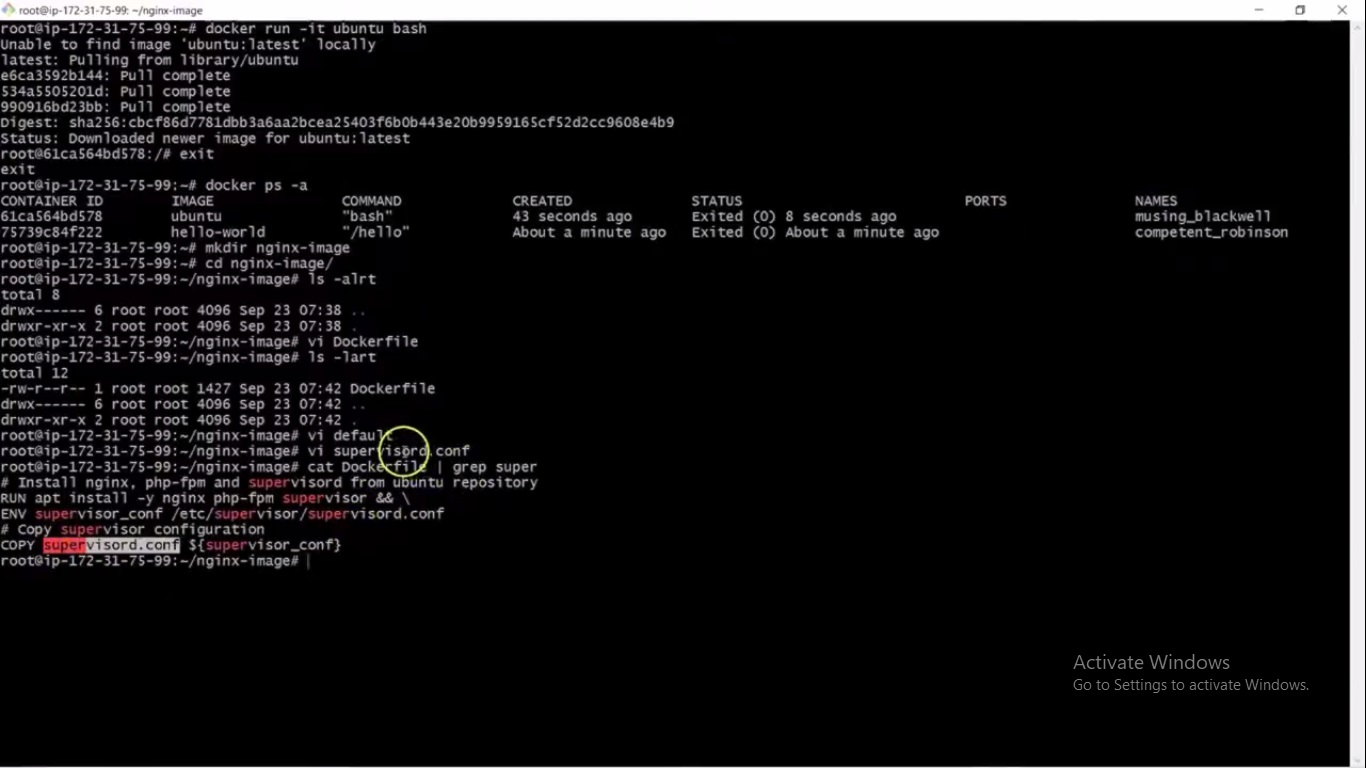 root@ip-172-31-75-99: ~/nginx-image
root@ip-172-31-75-99:~# docker run -it ubuntu bash
Unable to find image 'ubuntu:latest' locally
latest: Pulling from library/ubuntu
e6ca3592b144: Pull complete
534a5505201d: Pull complete
990916bd23bb: Pull complete
Digest: sha256:cbcf86d7781dbb3a6aa2bcea25403f6b0b443e20b9959165cf52d2cc9608e4b9
Status: Downloaded newer image for ubuntu:latest
root@61ca564bd578:/# exit
exit
root@ip-172-31-75-99:~# docker ps -a
CONTAINER ID IMAGE COMMAND CREATED STATUS PORTS NAMES
61ca564bd578 ubuntu "bash" 43 seconds ago Exited (0) 8 seconds ago musing_blackwell
75739c84f222 hello-world "/hello" About a minute ago Exited (0) About a minute ago competent_robinson
root@ip-172-31-75-99:~# mkdir nginx-image
root@ip-172-31-75-99:~# cd nginx-image/
root@ip-172-31-75-99:~/nginx-image# ls -alrt
total 8
drwx------ 6 root root 4096 Sep 23 07:38 ..
drwxr-xr-x 2 root root 4096 Sep 23 07:38 .
root@ip-172-31-75-99:~/nginx-image# vi Dockerfile
root@ip-172-31-75-99:~/nginx-image# ls -lart
total 12
-rw-r--r-- 1 root root 1427 Sep 23 07:42 Dockerfile
drwx------ 6 root root 4096 Sep 23 07:42 ..
drwxr-xr-x 2 root root 4096 Sep 23 07:42 .
root@ip-172-31-75-99:~/nginx-image# vi default
root@ip-172-31-75-99:~/nginx-image# vi supervisord.conf
root@ip-172-31-75-99:~/nginx-image# cat Dockerfile | grep super
# Install nginx, php-fpm and supervisord from ubuntu repository
RUN apt install -y nginx php-fpm supervisor && \
ENV supervisor_conf /etc/supervisor/supervisord.conf
# Copy supervisor configuration
COPY supervisord.conf ${supervisor_conf}
root@ip-172-31-75-99:~/nginx-image#
Activate Windows
Go to Settings to activate Windows.